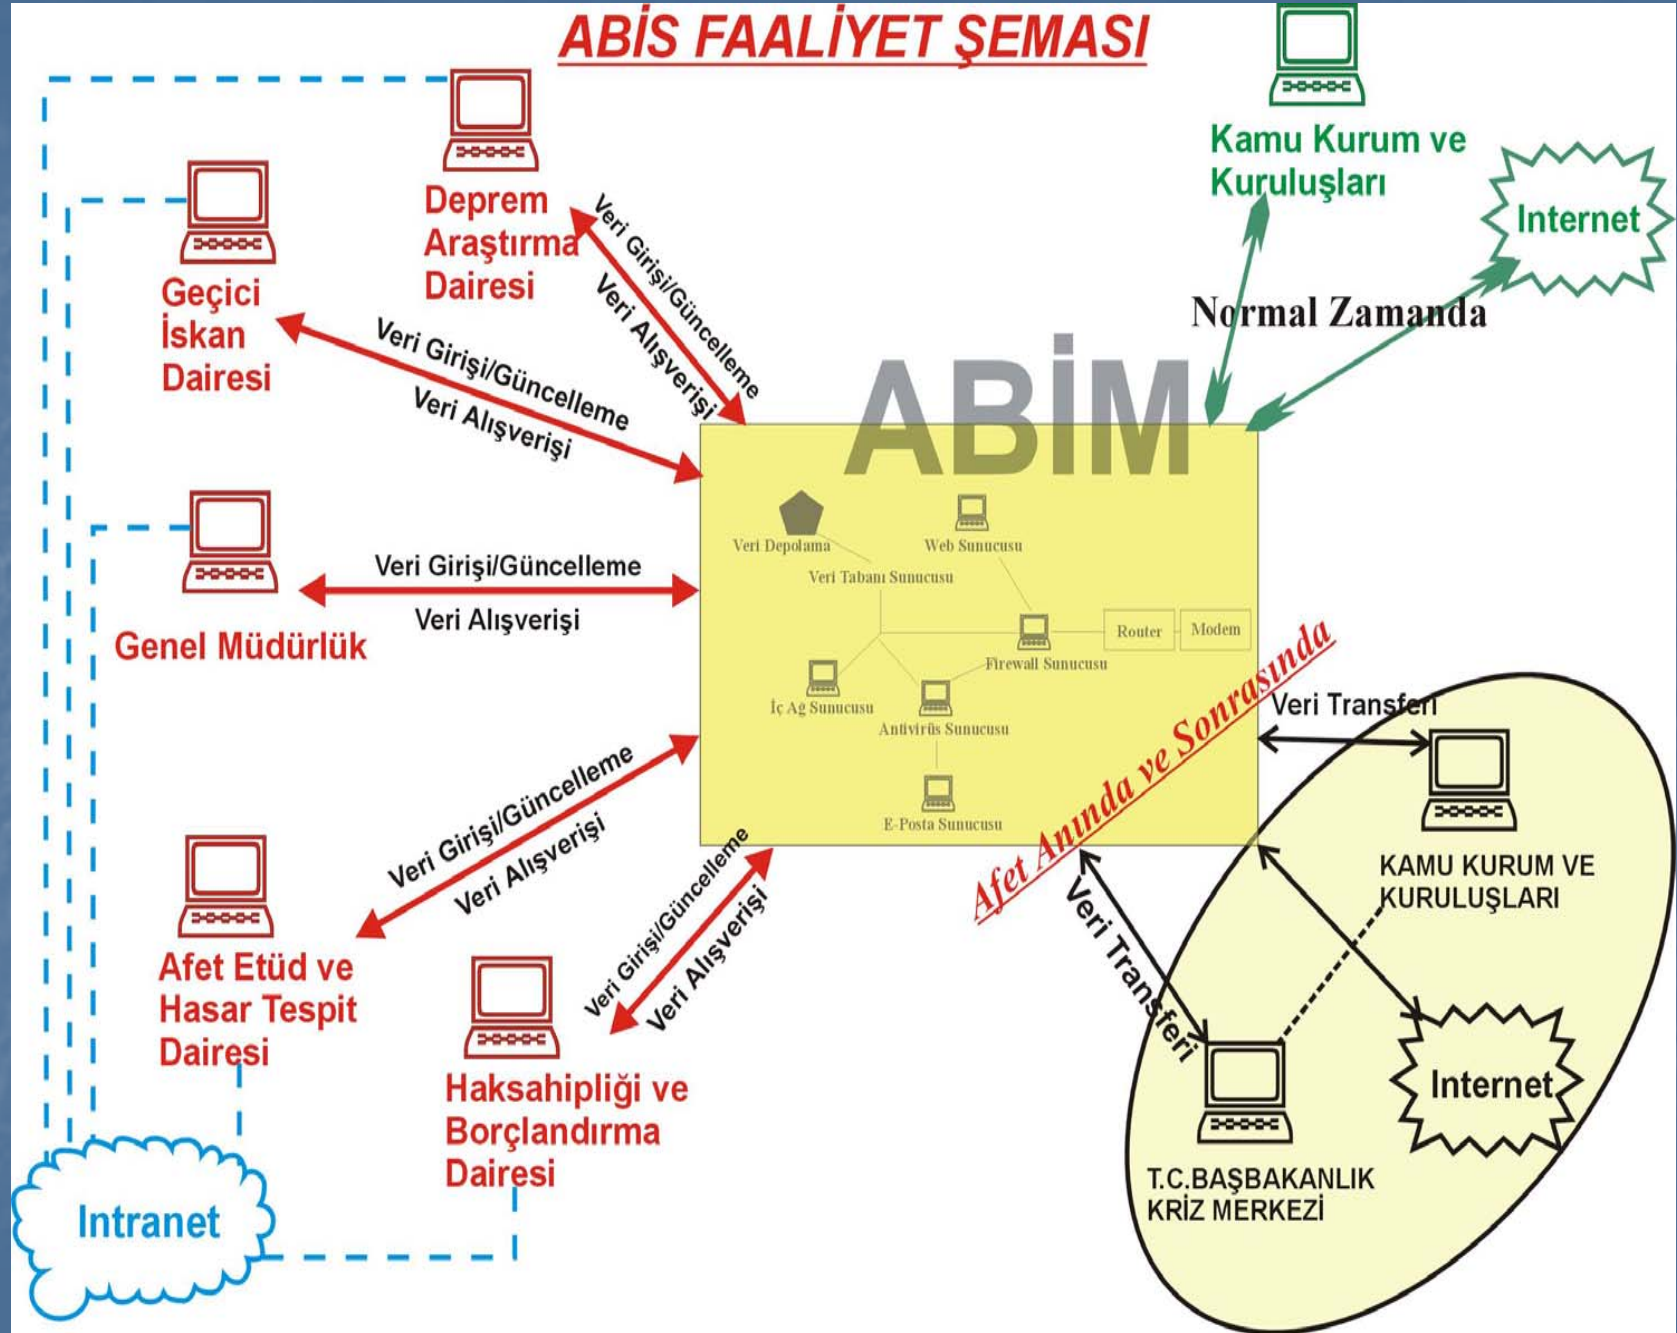 ABİS FAALİYET ŞEMASI
Kamu Kurum ve
Kuruluşları
Internet
Normal Zamanda
Deprem
Araştırma
Dairesi
Veri Girişi/Güncelleme
Veri Alışverişi
Geçici
İskan
Dairesi
Veri Girişi/Güncelleme
Veri Alışverişi
ABİM
Veri Depolama
Web Sunucusu
Veri Tabanı Sunucusu
Router
Modem
Firewall Sunucusu
İç Ağ Sunucusu
Antivirüs Sunucusu
E-Posta Sunucusu
Genel Müdürlük
Veri Girişi/Güncelleme
Veri Alışverişi
Afet Etüd ve
Hasar Tespit
Dairesi
Veri Girişi/Güncelleme
Veri Alışverişi
Haksahipliği ve
Borçlandırma
Dairesi
Veri Girişi/Güncelleme
Veri Alışverişi
Intranet
Afet Anında ve Sonrasında
Veri Transferi
KAMU KURUM VE
KURULUŞLARI
Veri Transferi
Internet
T.C.BAŞBAKANLIK
KRİZ MERKEZİ